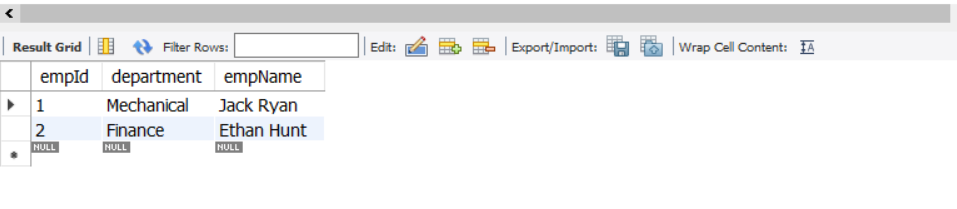 Result Grid Filter Rows: Edit: Export/Import: Wrap Cell Content: IA
empId department empName
1 Mechanical Jack Ryan
2 Finance Ethan Hunt
NULL NULL NULL